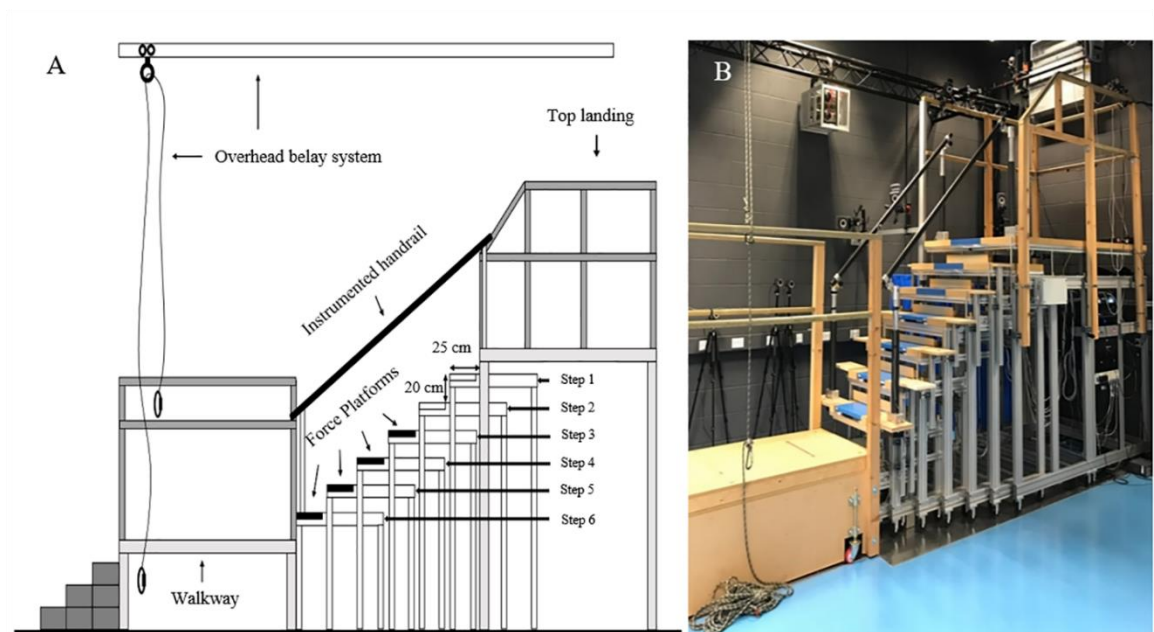 A
B
Top landing
Overhead belay system
Instrumented handrail
25 cm
20 cm
Force Platforms
Step 1
Step 2
Step 3
Step 4
Step 5
Step 6
Walkway